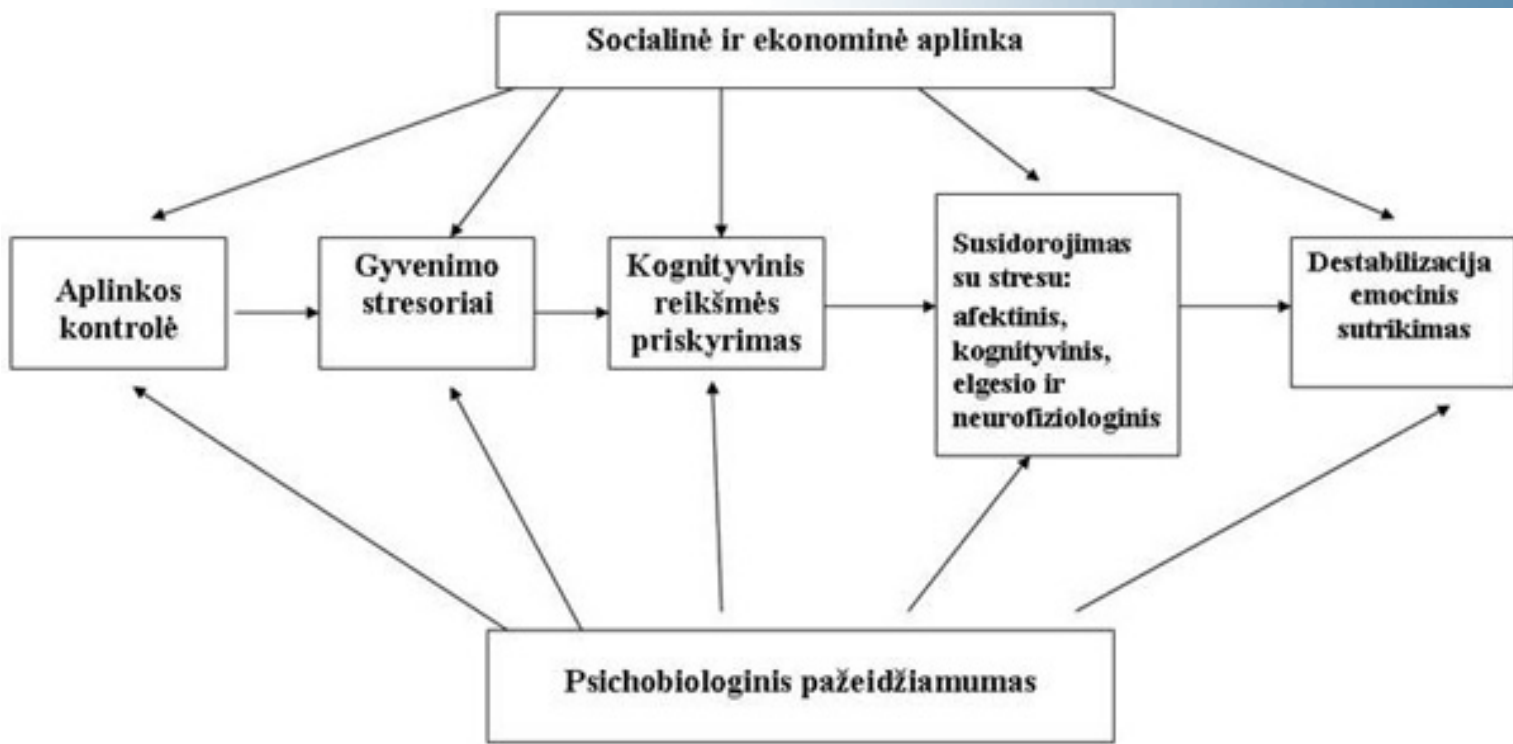 Socialinė ir ekonominė aplinka
Aplinkos
kontrolė
Gyvenimo
stresoriai
Kognityvinis
reikšmės
priskyrimas
Susidorojimas
su stresu:
afektinis,
kognityvinis,
elgesio ir
neurofiziologinis
Destabilizacija
emocinis
sutrikimas
Psichobiologinis pažeidžiamumas